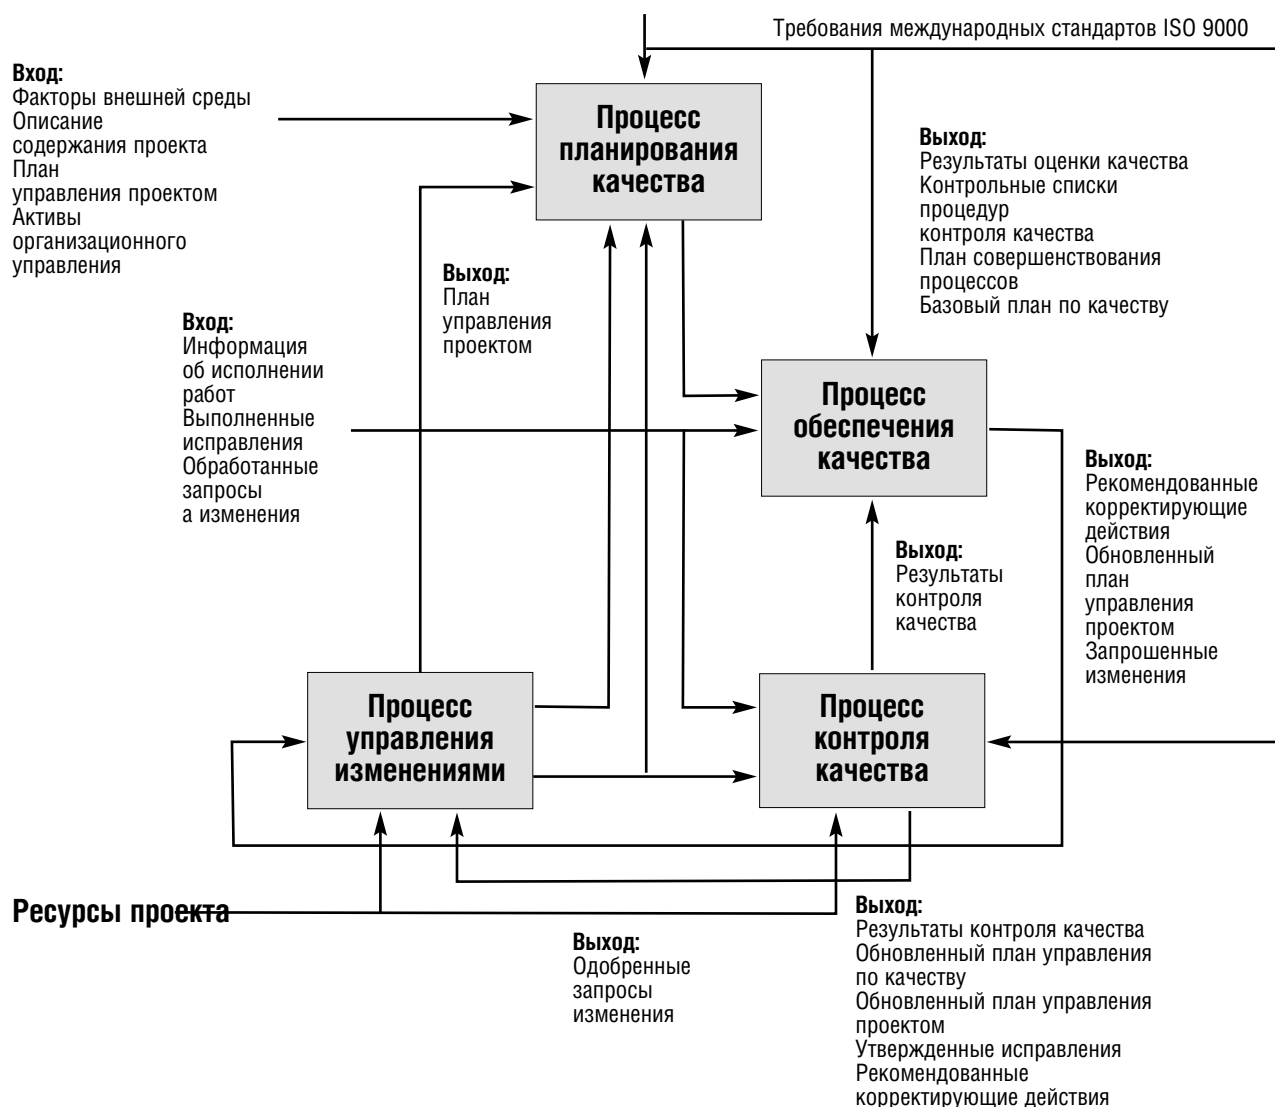 Требования международных стандартов ISO 9000
Вход:
Факторы внешней среды
Описание
содержания проекта
План
управления проектом
Активы
организационного
управления
Процесс
планирования
качества
Выход:
Результаты оценки качества
Контрольные списки
процедур
контроля качества
План совершенствования
процессов
Базовый план по качеству
Выход:
План
управления
проектом
Вход:
Информация
об исполнении
работ
Выполненные
исправления
Обработанные
запросы
а изменения
Процесс
обеспечения
качества
Выход:
Рекомендованные
корректирующие
действия
Обновленный
план
управления
проектом
Запрошенные
изменения
Выход:
Результаты
контроля
качества
Процесс
управления
изменениями
Процесс
контроля
качества
Ресурсы проекта
Выход:
Одобренные
запросы
изменения
Выход:
Результаты контроля качества
Обновленный план управления
по качеству
Обновленный план управления
проектом
Утвержденные исправления
Рекомендованные
корректирующие действия